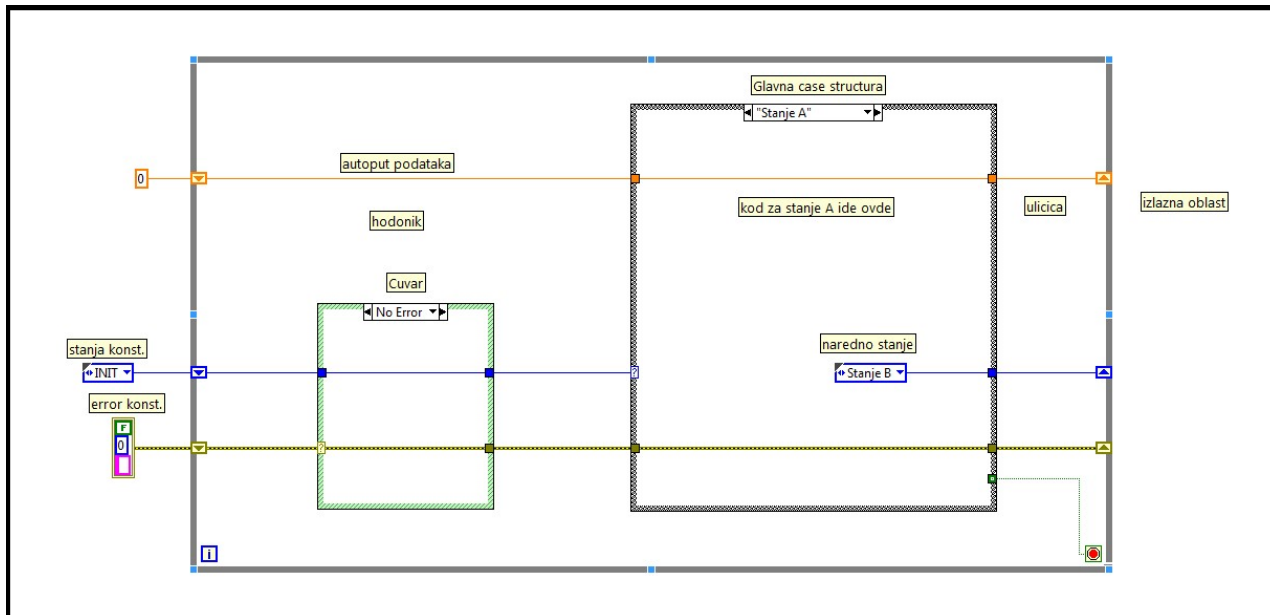 Glavna case structura
"Stanje A"
autoput podataka
0
kod za stanje A ide ovde
ulicica
izlazna oblast
hodonik
Cuvar
No Error
stanja konst.
INIT
?
naredno stanje
Stanje B
error konst.
F
0
?
i